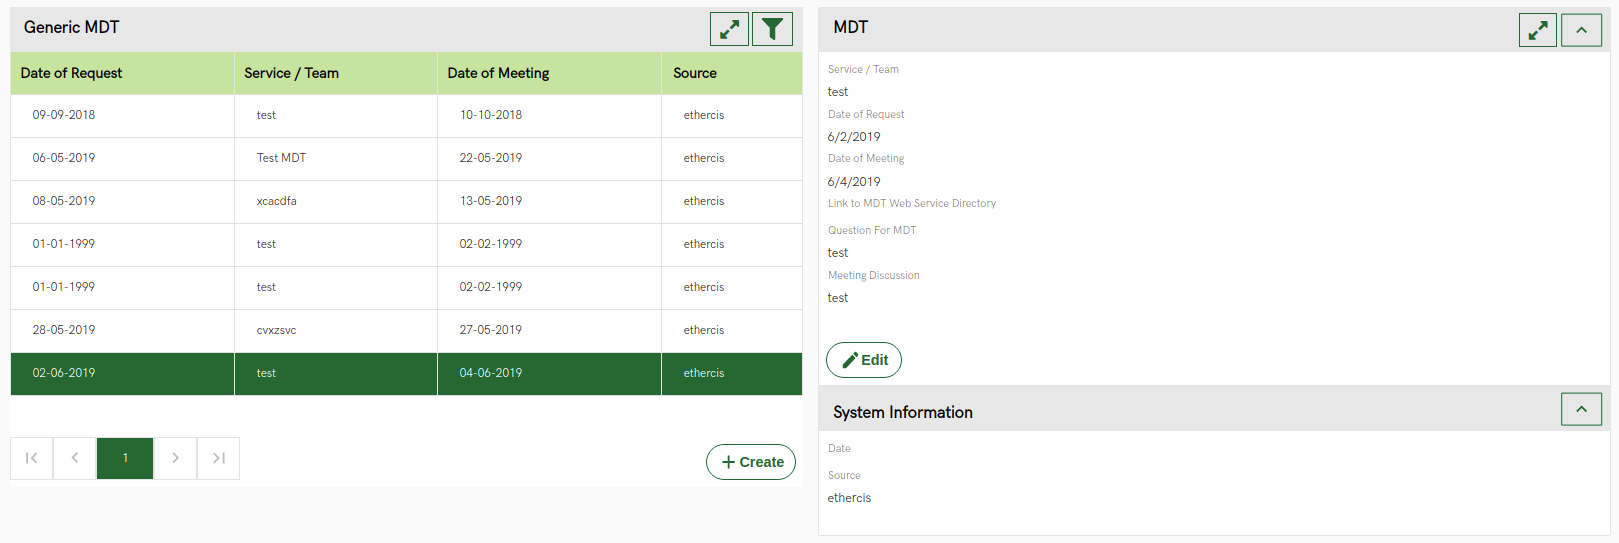 Generic MDT
Date of Request Service / Team Date of Meeting Source
09-09-2018 test 10-10-2018 ethercis
06-05-2019 Test MDT 22-05-2019 ethercis
08-05-2019 xcacdfa 13-05-2019 ethercis
01-01-1999 test 02-02-1999 ethercis
01-01-1999 test 02-02-1999 ethercis
28-05-2019 cvxzsvc 27-05-2019 ethercis
02-06-2019 test 04-06-2019 ethercis
1
Create
MDT
Service / Team
test
Date of Request
6/2/2019
Date of Meeting
6/4/2019
Link to MDT Web Service Directory
Question For MDT
test
Meeting Discussion
test
Edit
System Information
Date
Source
ethercis